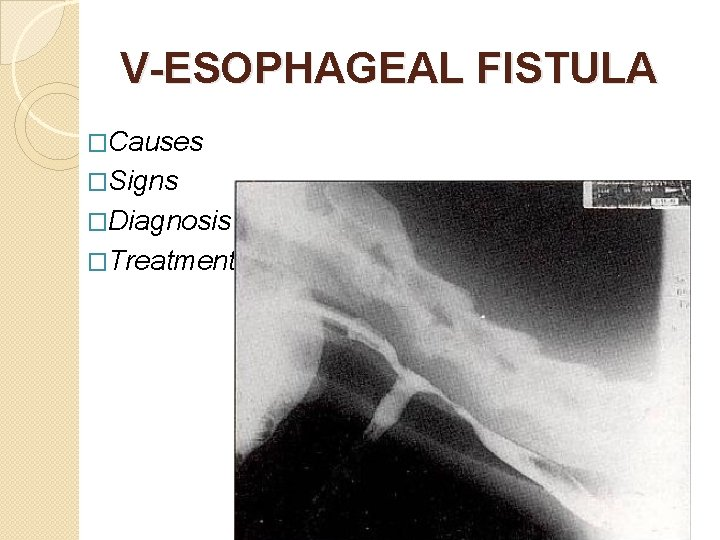 V-ESOPHAGEAL FISTULA
�Causes
�Signs
�Diagnosis
�Treatment